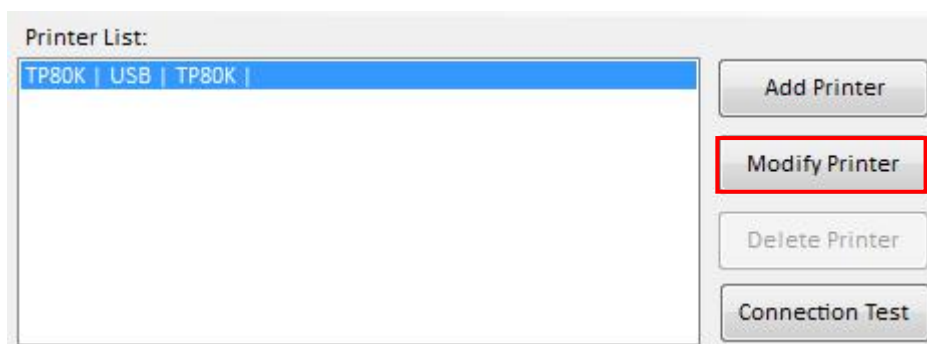 Printer List:
TP80K | USB | TP80K |
Add Printer
Modify Printer
Delete Printer
Connection Test